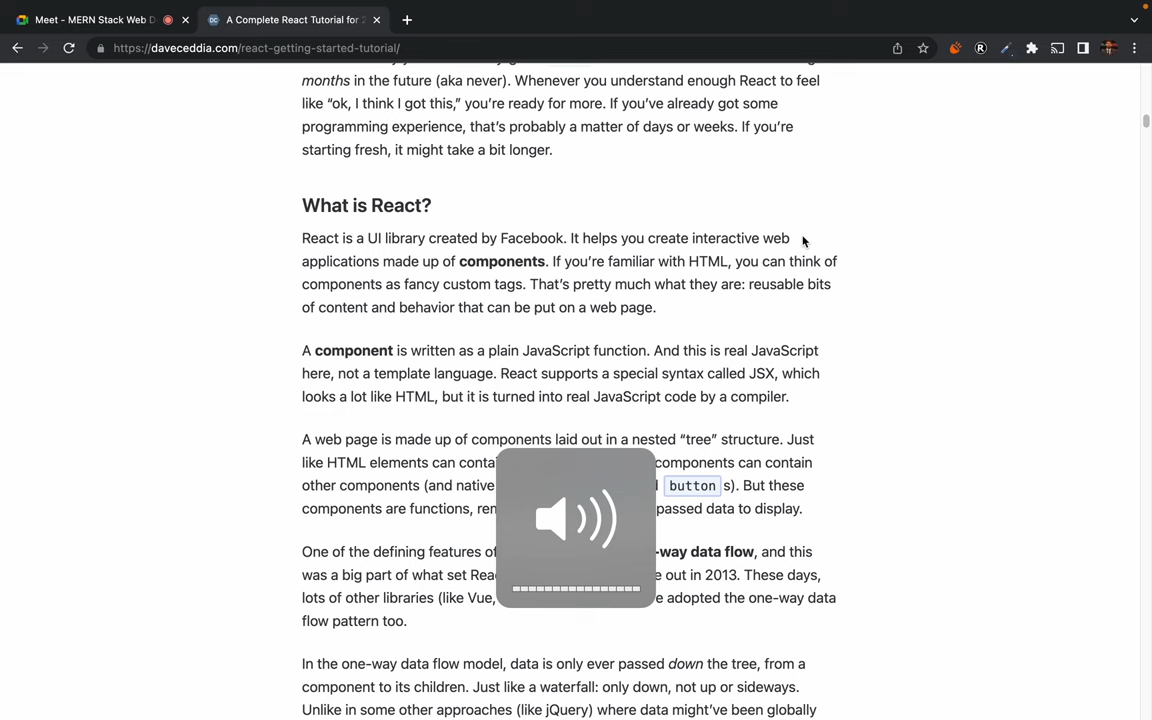 Meet - MERN Stack Web D
A Complete React Tutorial for 2
https://daveceddia.com/react-getting-started-tutorial/
months in the future (aka never). Whenever you understand enough React to feel
like “ok, I think I got this,” you’re ready for more. If you’ve already got some
programming experience, that’s probably a matter of days or weeks. If you’re
starting fresh, it might take a bit longer.
What is React?
React is a UI library created by Facebook. It helps you create interactive web
applications made up of components. If you’re familiar with HTML, you can think of
components as fancy custom tags. That’s pretty much what they are: reusable bits
of content and behavior that can be put on a web page.
A component is written as a plain JavaScript function. And this is real JavaScript
here, not a template language. React supports a special syntax called JSX, which
looks a lot like HTML, but it is turned into real JavaScript code by a compiler.
A web page is made up of components laid out in a nested “tree” structure. Just
like HTML elements can components can contain
other components (and native button s). But these
components are functions, passed data to display.
One of the defining features of -way data flow, and this
was a big part of what set out in 2013. These days,
lots of other libraries (like Vue, adopted the one-way data
flow pattern too.
In the one-way data flow model, data is only ever passed down the tree, from a
component to its children. Just like a waterfall: only down, not up or sideways.
Unlike in some other approaches (like jQuery) where data might’ve been globally